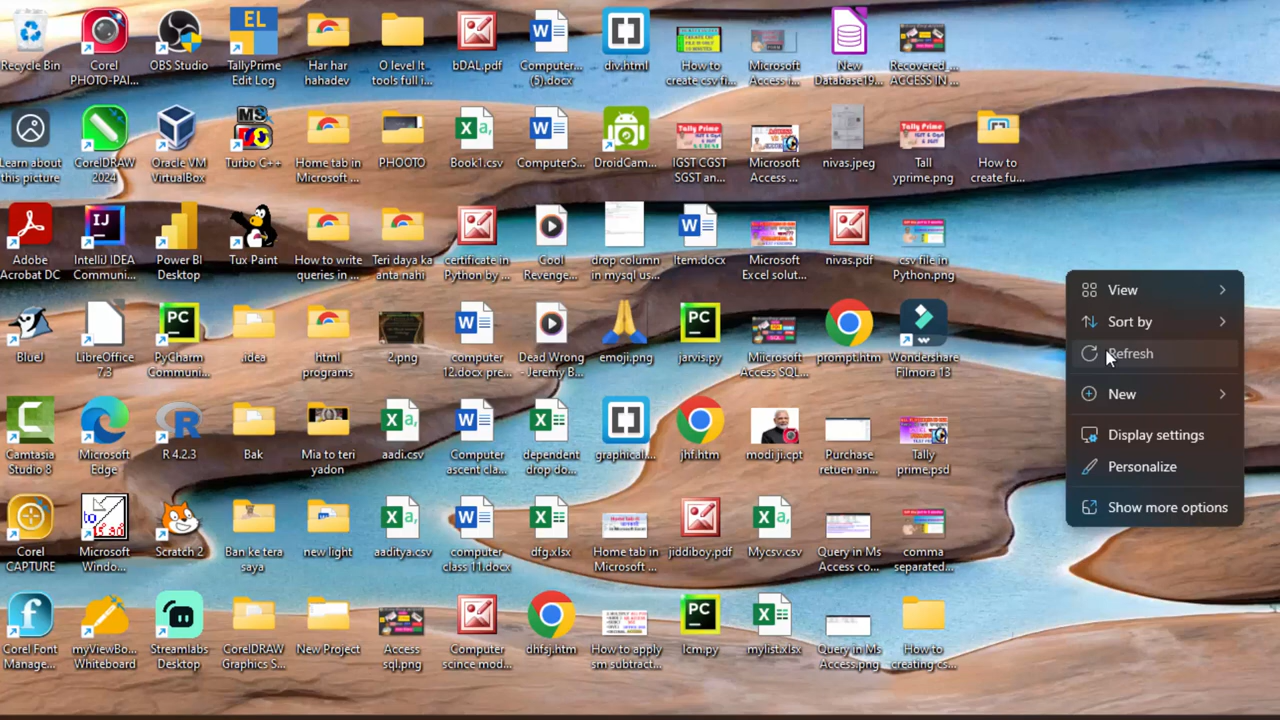 Recycle Bin
Corel
PHOTO-PAI...
OBS Studio
EL
TallyPrime
Edit Log
Har har
hahadev
O level It
tools full i...
bDAL.pdf
Computer...
(5).docx
div.html
How to
create csv fi...
Microsoft
Access i...
New
Database19...
Recovered_...
ACCESS IN ...
Learn about
this picture
CorelDRAW
2024
Oracle VM
VirtualBox
MS
Turbo C++
Home tab in
Microsoft ...
PHOOTO
Book1.csv
ComputerS...
DroidCam...
IGST CGST
SGST an...
Microsoft
Access ...
nivas.jpeg
Tall
yprime.png
How to
create fu...
Adobe
Acrobat DC
IJ
IntelliJ IDEA
Communi...
Power BI
Desktop
Tux Paint
How to write
queries in ...
Teri daya ka
anta nahi
certificate in
Python by...
Cool
Revenge...
drop column
in mysql us...
Item.docx
Microsoft
Excel solut...
nivas.pdf
csv file in
Python.png
BlueJ
LibreOffice
7.3
PC
PyCharm
Communi...
.idea
html
programs
2.png
computer
12.docx pre...
Dead Wrong
- Jeremy B...
emoji.png
PC
jarvis.py
Miicrosoft
Access SQL...
prompt.htm
Wondershare
Filmora 13
Camtasia
Studio 8
Microsoft
Edge
R 4.2.3
Bak
Mia to teri
yadon
aadi.csv
Computer
ascent cla...
dependent
drop do...
graphical...
jhf.htm
modi ji.cpt
Purchase
retuen an...
Tally
prime.psd
Corel
CAPTURE
to
Microsoft
Windo...
Scratch 2
Ban ke tera
saya
new light
aaditya.csv
computer
class 11.docx
dfg.xlsx
Home tab in
Microsoft ...
jiddiboy.pdf
Mycsv.csv
Query in Ms
Access co...
comma
separated...
Corel Font
Manage...
myViewBo...
Whiteboard
Streamlabs
Desktop
CorelDRAW
Graphics S...
New Project
Access
sql.png
Computer
scince mod...
dhfsj.htm
How to apply
sm subtract...
PC
lcm.py
mylist.xlsx
Query in Ms
Access.png
How to
creating cs...
View
Sort by
Refresh
New
Display settings
Personalize
Show more options